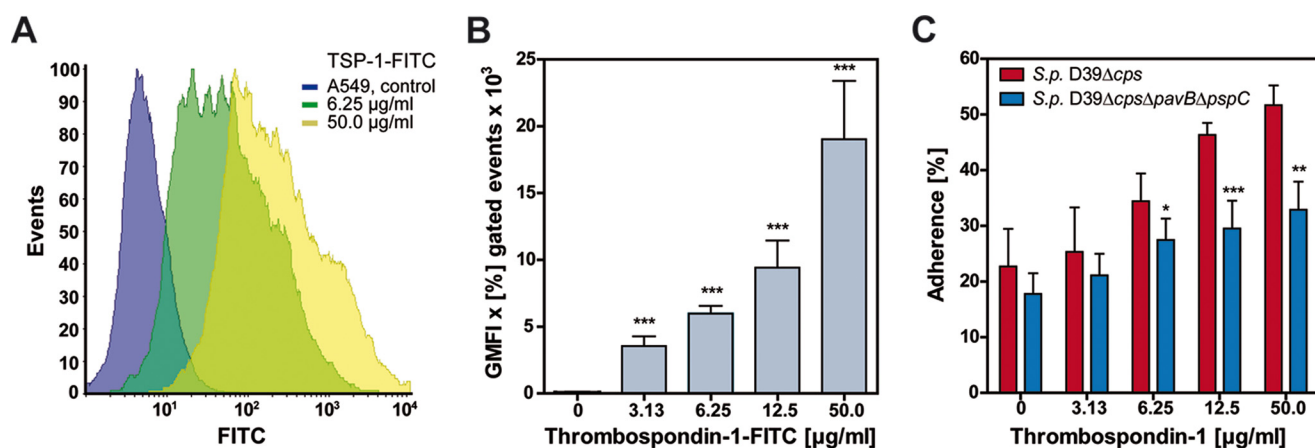 A
TSP-1-FITC
A549, control
6.25 µg/ml
50.0 µg/ml
Events
100
90
80
70
60
50
40
30
20
10
0
10¹ 10² 10³ 10⁴
FITC
B
GMFI x [%] gated events x 10³
25
20
15
10
5
0
***
***
***
***
0 3.13 6.25 12.5 50.0
Thrombospondin-1-FITC [µg/ml]
C
S.p. D39Δcps
S.p. D39ΔcpsΔpavBΔpspC
Adherence [%]
60
50
40
30
20
10
0
*
***
**
0 3.13 6.25 12.5 50.0
Thrombospondin-1 [µg/ml]